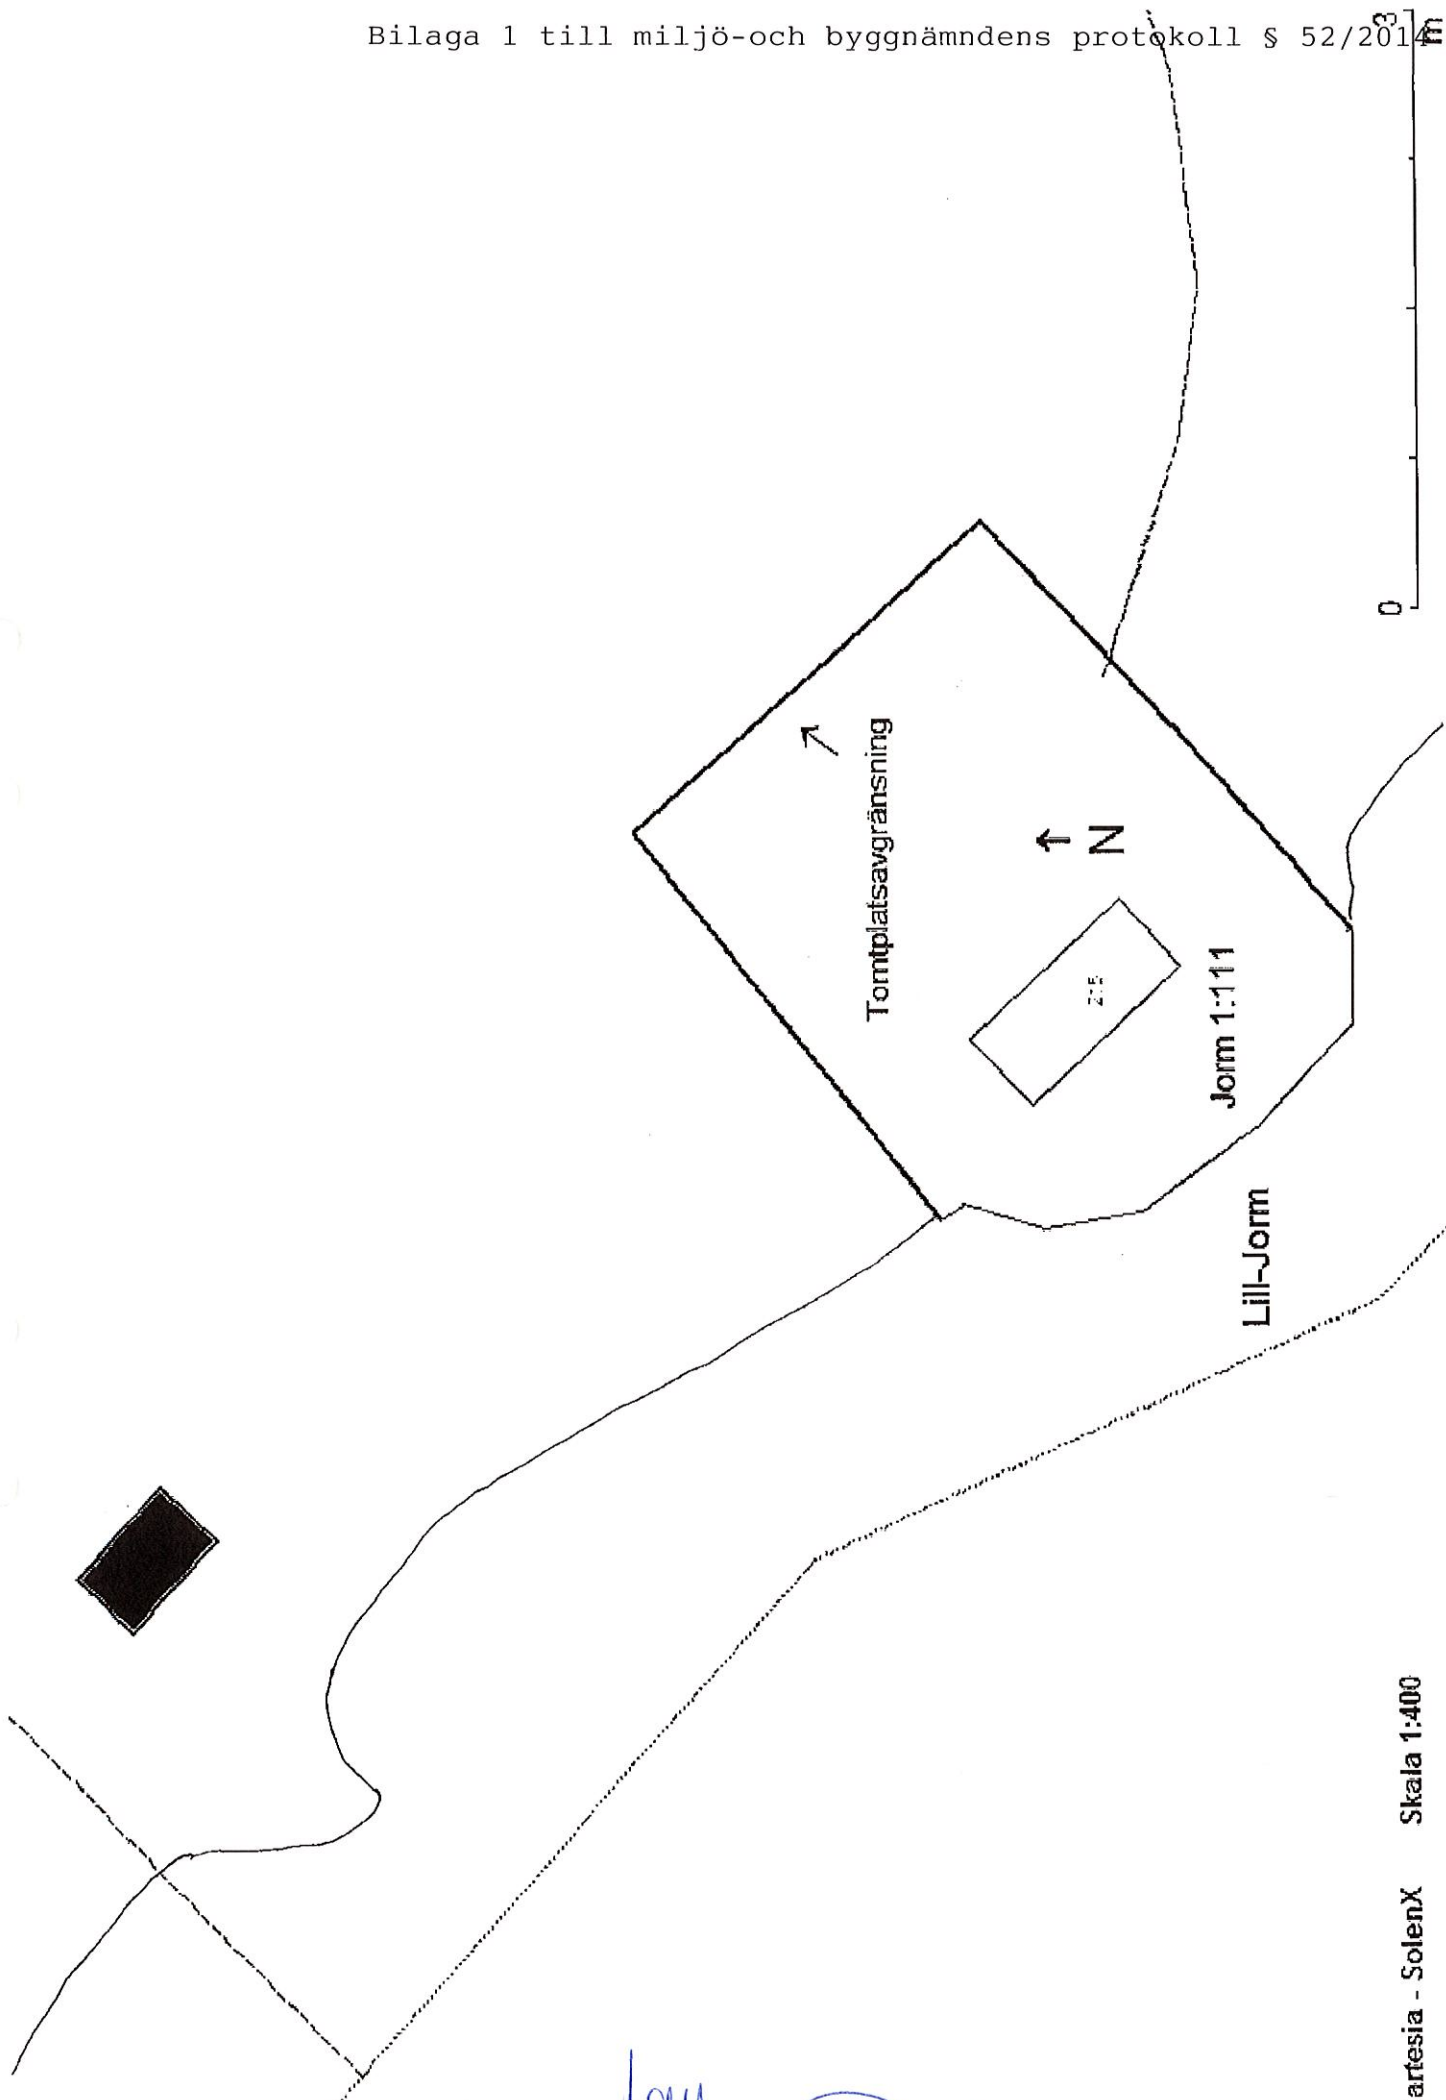 Bilaga 1 till miljö-och byggnämndens protokoll § 52/2014
Tomtplatsavgränsning
N
Jorm 1:111
Lill-Jorm
0
3
m
artesia - SolenX Skala 1:400